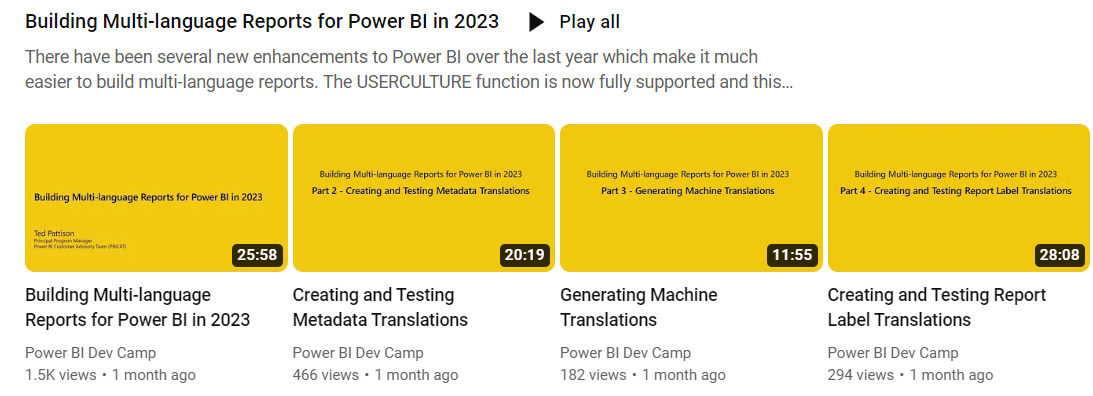 Building Multi-language Reports for Power BI in 2023 Play all
There have been several new enhancements to Power BI over the last year which make it much
easier to build multi-language reports. The USERCULTURE function is now fully supported and this...
Building Multi-language Reports for Power BI in 2023
Ted Pattison
Principal Program Manager
Power BI Customer Advisory Team (PBICAT)
25:58
Building Multi-language
Reports for Power BI in 2023
Power BI Dev Camp
1.5K views • 1 month ago
Building Multi-language Reports for Power BI in 2023
Part 2 - Creating and Testing Metadata Translations
20:19
Creating and Testing
Metadata Translations
Power BI Dev Camp
466 views • 1 month ago
Building Multi-language Reports for Power BI in 2023
Part 3 - Generating Machine Translations
11:55
Generating Machine
Translations
Power BI Dev Camp
182 views • 1 month ago
Building Multi-language Reports for Power BI in 2023
Part 4 - Creating and Testing Report Label Translations
28:08
Creating and Testing Report
Label Translations
Power BI Dev Camp
294 views • 1 month ago